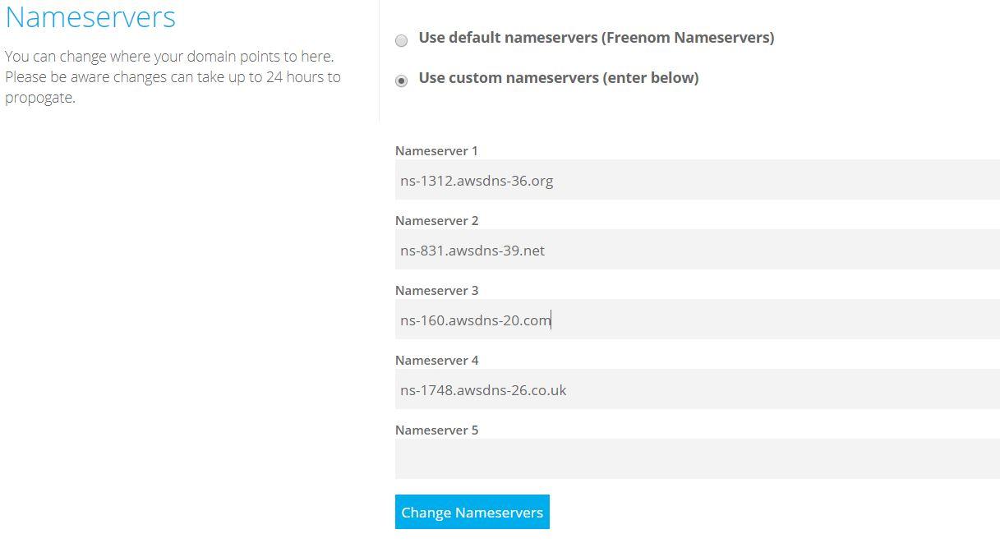 Nameservers
You can change where your domain points to here.
Please be aware changes can take up to 24 hours to
propogate.
Use default nameservers (Freenom Nameservers)
Use custom nameservers (enter below)
Nameserver 1
ns-1312.awsdns-36.org
Nameserver 2
ns-831.awsdns-39.net
Nameserver 3
ns-160.awsdns-20.com
Nameserver 4
ns-1748.awsdns-26.co.uk
Nameserver 5
Change Nameservers